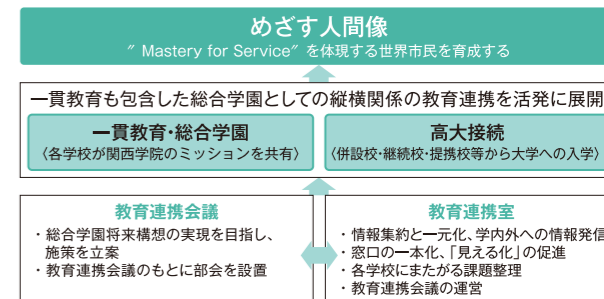 めざす人間像
〞Mastery for Service〞を体現する世界市民を育成する
一貫教育も包含した総合学園としての縦横関係の教育連携を活発に展開
一貫教育・総合学園
〈各学校が関西学院のミッションを共有〉
高大接続
〈併設校・継続校・提携校等から大学への入学〉
教育連携会議
・総合学園将来構想の実現を目指し、
施策を立案
・教育連携会議のもとに部会を設置
教育連携室
・情報集約と一元化、学内外への情報発信
・窓口の一本化、「見える化」の促進
・各学校にまたがる課題整理
・教育連携会議の運営